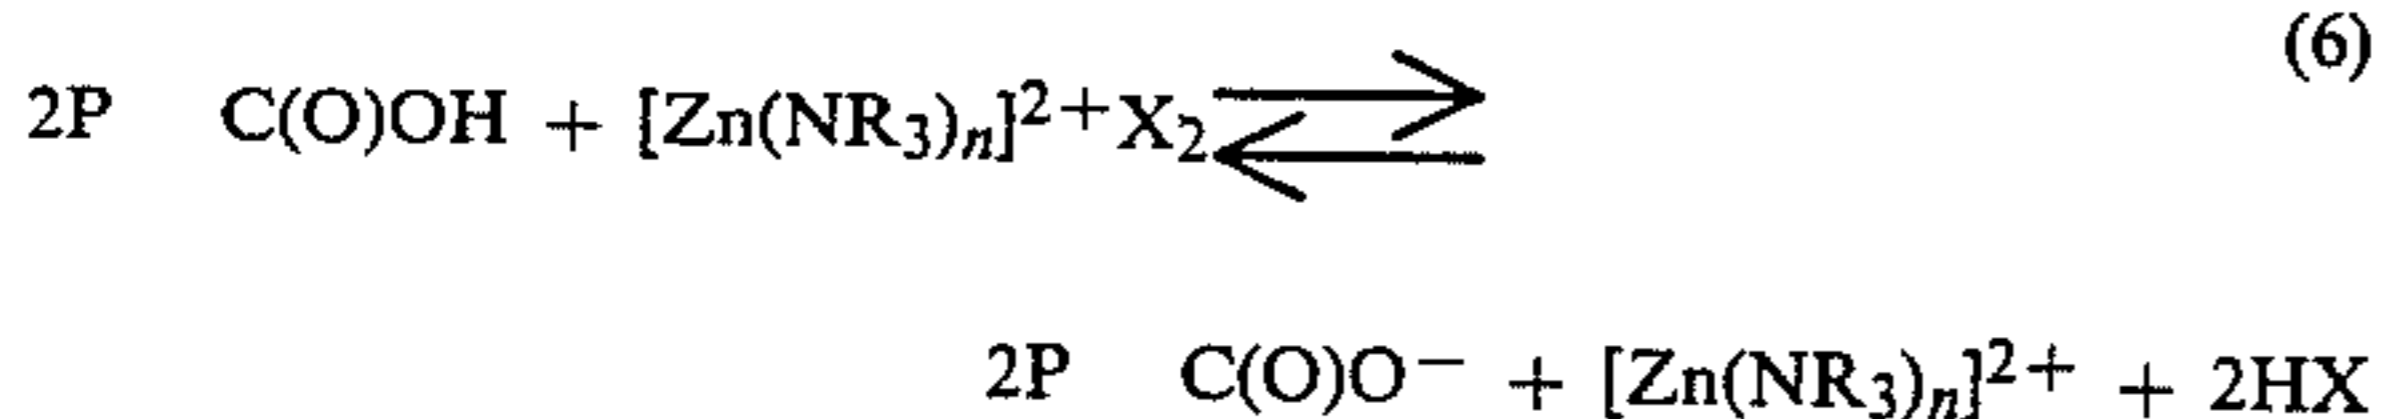 (6)
2P C(O)OH + [Zn(NR₃)ₙ]²⁺X₂ ⇌
2P C(O)O⁻ + [Zn(NR₃)ₙ]²⁺ + 2HX